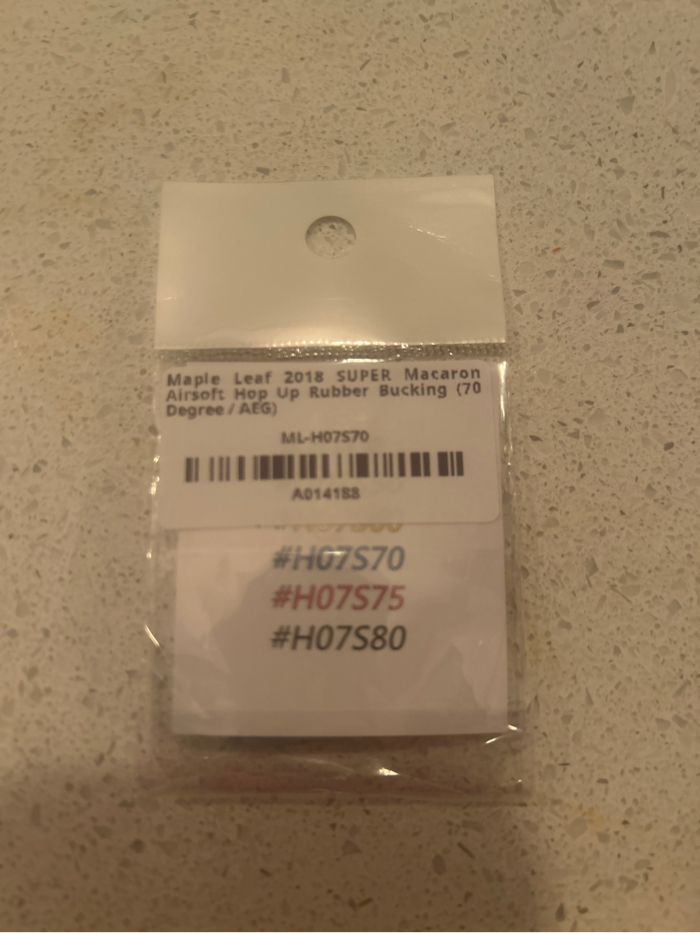 Maple Leaf 2018 SUPER Macaron
Airsoft Hop Up Rubber Bucking (70
Degree / AEG)
ML-H07S70
A014188
#H07S70
#H07S75
#H07S80